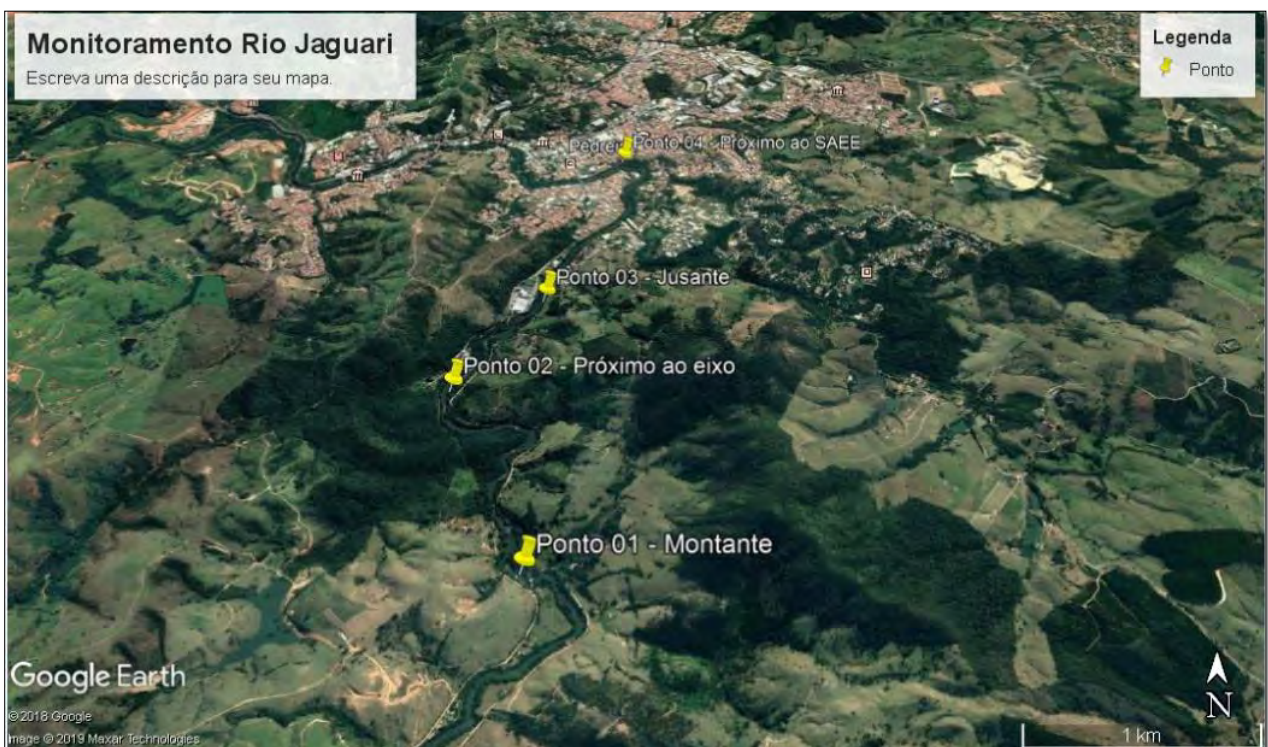 Monitoramento Rio Jaguari
Escreva uma descrição para seu mapa.
Legenda
Ponto
Ponto 04 - Próximo ao SAEE
Ponto 03 - Jusante
Ponto 02 - Próximo ao eixo
Ponto 01 - Montante
Google Earth
©2018 Google
Image © 2019 Maxar Technologies
N
1 km